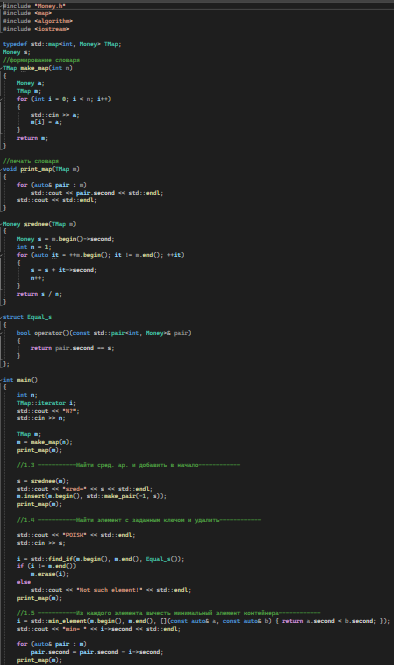 #include "Money.h"
#include <map>
#include <algorithm>
#include <iostream>
typedef std::map<int, Money> TMap;
Money s;
//формирование словаря
TMap make_map(int n)
{
Money a;
TMap m;
for (int i = 0; i < n; i++)
{
std::cin >> a;
m[i] = a;
}
return m;
}
//печать словаря
void print_map(TMap m)
{
for (auto& pair : m)
std::cout << pair.second << std::endl;
std::cout << std::endl;
}
Money srednee(TMap m)
{
Money s = m.begin()->second;
int n = 1;
for (auto it = ++m.begin(); it != m.end(); ++it)
{
s = s + it->second;
n++;
}
return s / n;
}
struct Equal_s
{
bool operator()(const std::pair<int, Money>& pair)
{
return pair.second == s;
}
};
int main()
{
int n;
TMap::iterator i;
std::cout << "N?";
std::cin >> n;
TMap m;
m = make_map(n);
print_map(m);
//1.3 -----------Найти сред. ар. и добавить в начало------------
s = srednee(m);
std::cout << "sred=" << s << std::endl;
m.insert(m.begin(), std::make_pair(-1, s));
print_map(m);
//1.4 -----------Найти элемент с заданным ключом и удалить------------
std::cout << "POISK" << std::endl;
std::cin >> s;
i = std::find_if(m.begin(), m.end(), Equal_s());
if (i != m.end())
m.erase(i);
else
std::cout << "Not such element!" << std::endl;
print_map(m);
//1.5 -----------Из каждого элемента вычесть минимальный элемент контейнера------------
i = std::min_element(m.begin(), m.end(), [](const auto& a, const auto& b) { return a.second < b.second; });
std::cout << "min= " << i->second << std::endl;
for (auto& pair : m)
pair.second = pair.second - i->second;
print_map(m);